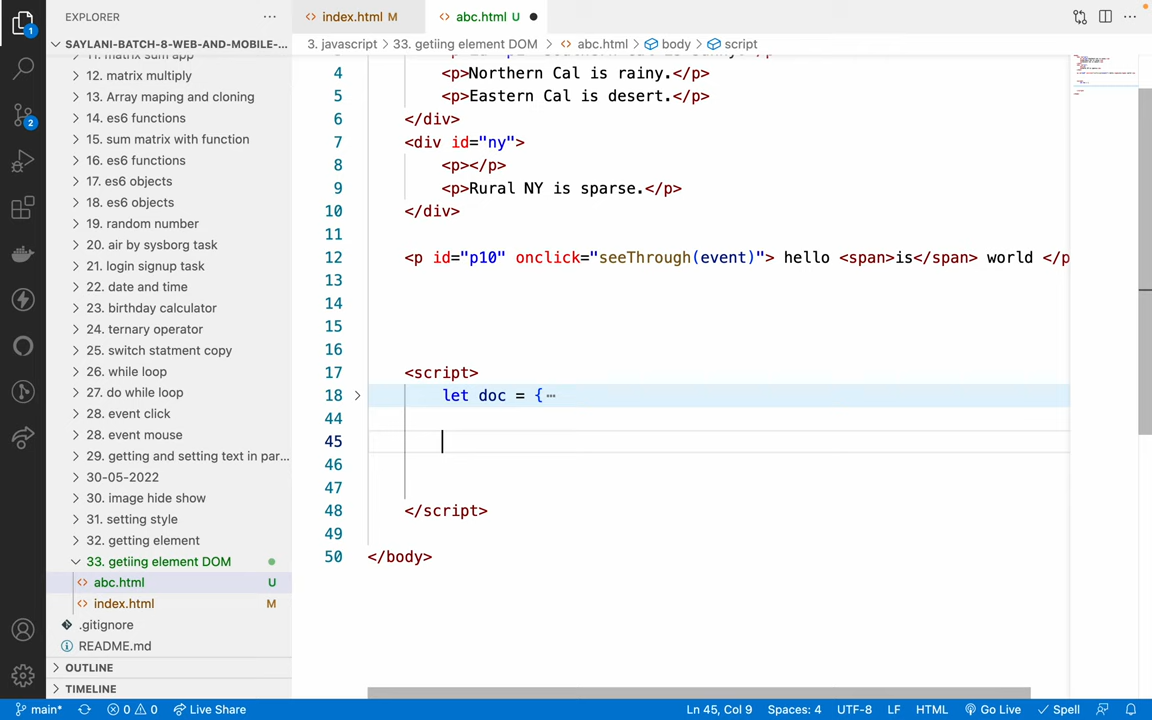 EXPLORER
index.html M
abc.html U
SAYLANI-BATCH-8-WEB-AND-MOBILE-...
3. javascript > 33. getiing element DOM > abc.html > body > script
11. matrix sum app
12. matrix multiply
13. Array maping and cloning
14. es6 functions
15. sum matrix with function
16. es6 functions
17. es6 objects
18. es6 objects
19. random number
20. air by sysborg task
21. login signup task
22. date and time
23. birthday calculator
24. ternary operator
25. switch statment copy
26. while loop
27. do while loop
28. event click
28. event mouse
29. getting and setting text in par...
30-05-2022
30. image hide show
31. setting style
32. getting element
33. getiing element DOM
abc.html U
index.html M
.gitignore
README.md
OUTLINE
TIMELINE
4 <p>Northern Cal is rainy.</p>
5 <p>Eastern Cal is desert.</p>
6 </div>
7 <div id="ny">
8 <p></p>
9 <p>Rural NY is sparse.</p>
10 </div>
11
12 <p id="p10" onclick="seeThrough(event)"> hello <span>is</span> world </p
13
14
15
16
17 <script>
18 let doc = {
44
45
46
47
48 </script>
49
50 </body>
1
2
main*
0 0
Live Share
Ln 45, Col 9
Spaces: 4
UTF-8
LF
HTML
Go Live
Spell